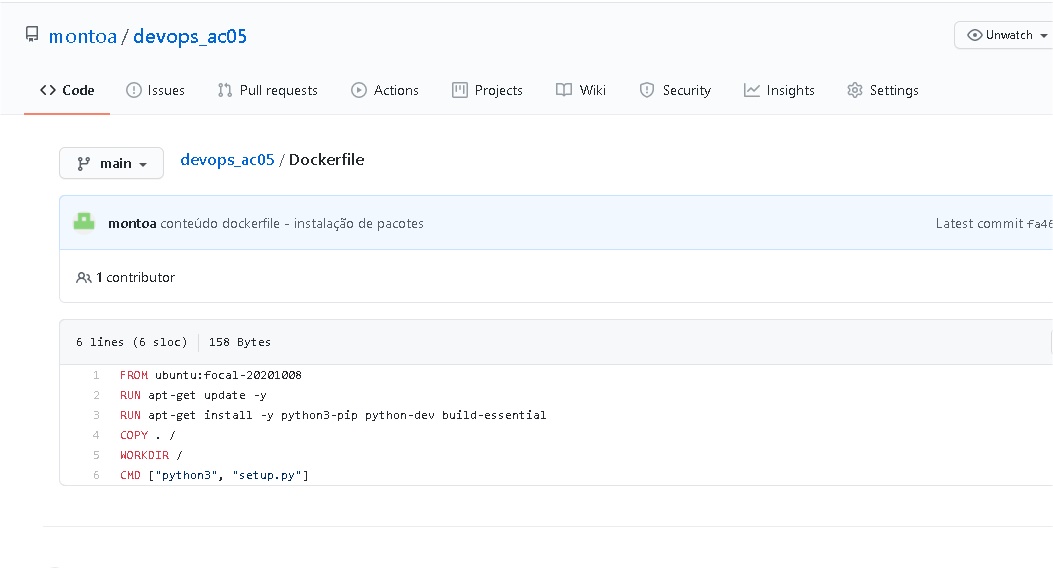 montoa / devops_ac05
Unwatch
Code Issues Pull requests Actions Projects Wiki Security Insights Settings
main devops_ac05 / Dockerfile
montoa conteúdo dockerfile - instalação de pacotes Latest commit fa46
1 contributor
6 lines (6 sloc) 158 Bytes
1 FROM ubuntu:focal-20201008
2 RUN apt-get update -y
3 RUN apt-get install -y python3-pip python-dev build-essential
4 COPY . /
5 WORKDIR /
6 CMD ["python3", "setup.py"]